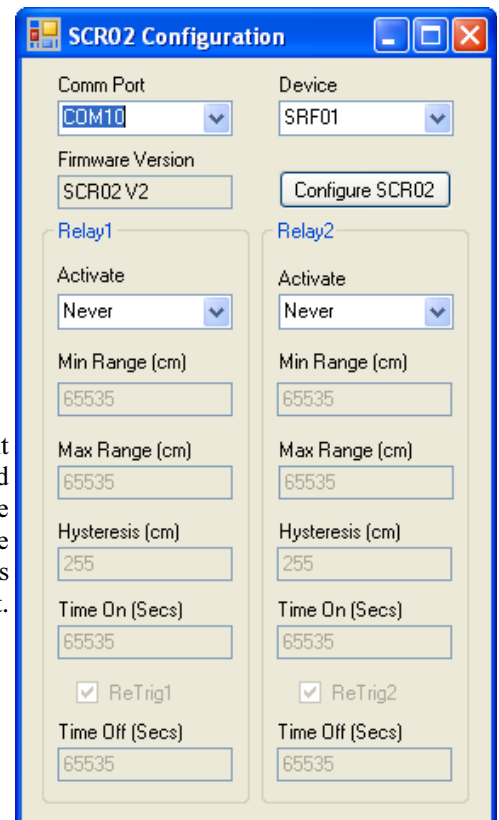 SCR02 Configuration
Comm Port
COM10
Device
SRF01
Firmware Version
SCR02 V2
Configure SCR02
Relay1
Activate
Never
Min Range (cm)
65535
Max Range (cm)
65535
Hysteresis (cm)
255
Time On (Secs)
65535
ReTrig1
Time Off (Secs)
65535
Relay2
Activate
Never
Min Range (cm)
65535
Max Range (cm)
65535
Hysteresis (cm)
255
Time On (Secs)
65535
ReTrig2
Time Off (Secs)
65535